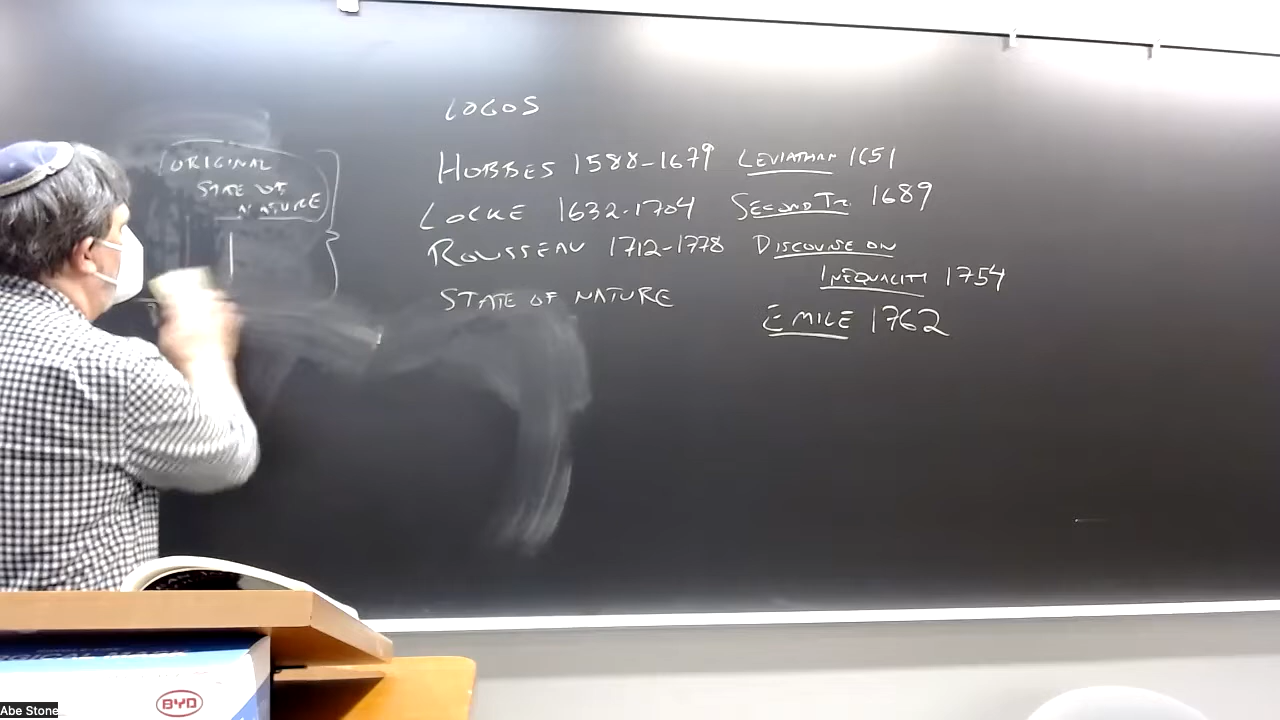 LOGOS
ORIGINAL
STATE OF
NATURE
HOBBES 1588-1679 LEVIATHAN 1651
LOCKE 1632-1704 SECOND TR. 1689
ROUSSEAU 1712-1778 DISCOURSE ON
INEQUALITY 1754
STATE OF NATURE
EMILE 1762
BYD
Abe Stone